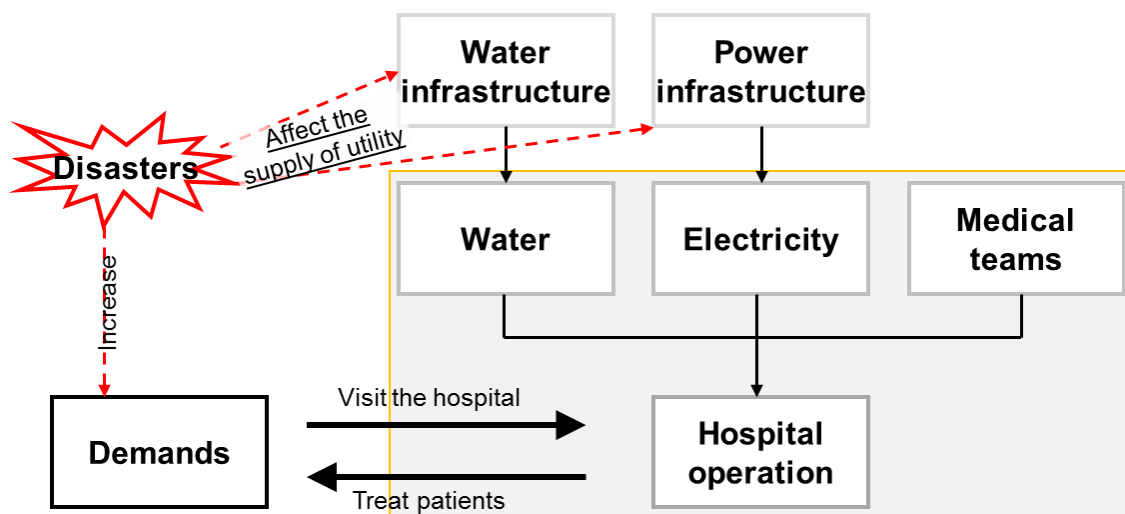 Water
infrastructure
Power
infrastructure
Affect the
supply of utility
Disasters
Water
Electricity
Medical
teams
Increase
Visit the hospital
Demands
Hospital
operation
Treat patients